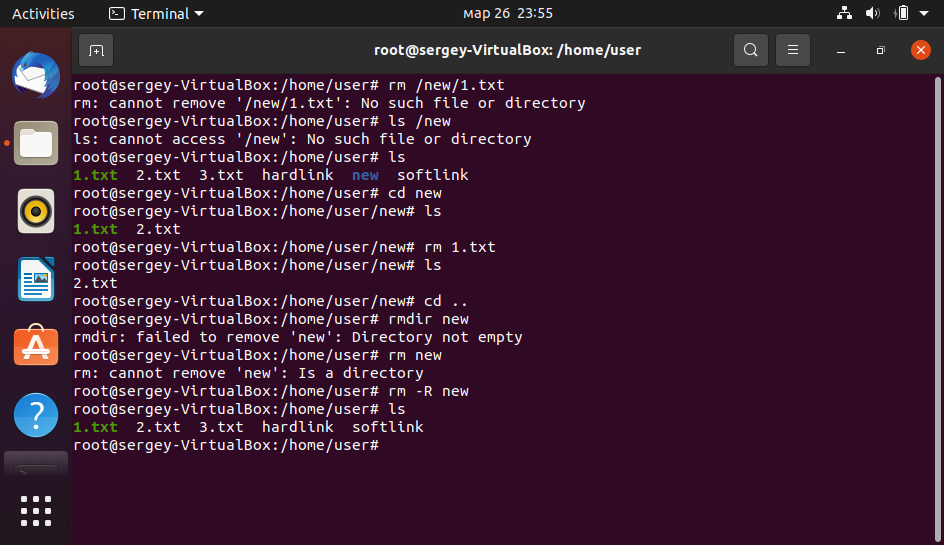 Activities Terminal мар 26 23:55
root@sergey-VirtualBox: /home/user
root@sergey-VirtualBox:/home/user# rm /new/1.txt
rm: cannot remove '/new/1.txt': No such file or directory
root@sergey-VirtualBox:/home/user# ls /new
ls: cannot access '/new': No such file or directory
root@sergey-VirtualBox:/home/user# ls
1.txt 2.txt 3.txt hardlink new softlink
root@sergey-VirtualBox:/home/user# cd new
root@sergey-VirtualBox:/home/user/new# ls
1.txt 2.txt
root@sergey-VirtualBox:/home/user/new# rm 1.txt
root@sergey-VirtualBox:/home/user/new# ls
2.txt
root@sergey-VirtualBox:/home/user/new# cd ..
root@sergey-VirtualBox:/home/user# rmdir new
rmdir: failed to remove 'new': Directory not empty
root@sergey-VirtualBox:/home/user# rm new
rm: cannot remove 'new': Is a directory
root@sergey-VirtualBox:/home/user# rm -R new
root@sergey-VirtualBox:/home/user# ls
1.txt 2.txt 3.txt hardlink softlink
root@sergey-VirtualBox:/home/user#